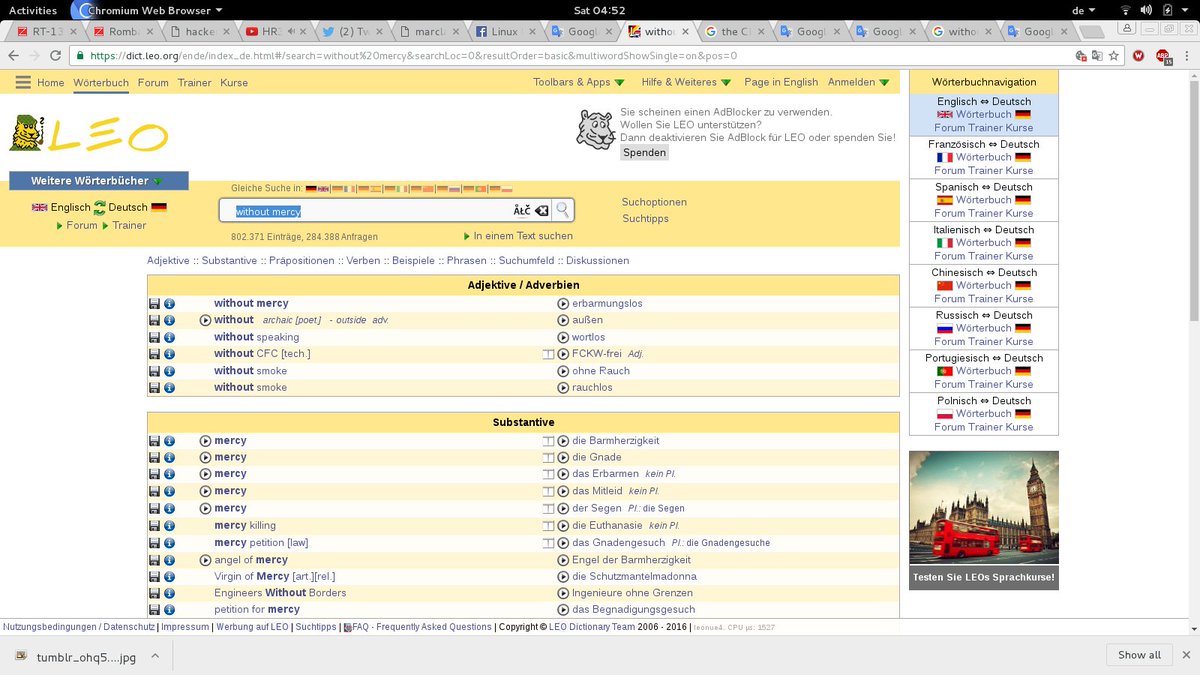 Activities Chromium Web Browser Sat 04:52 de
RT-13 Romb hacke HR3 (2) Tw marcL Linux Googl witho the Cl Googl Googl witho Googl
https://dict.leo.org/ende/index_de.html#/search=without%20mercy&searchLoc=0&resultOrder=basic&multiwordShowSingle=on&pos=0
Home Wörterbuch Forum Trainer Kurse Toolbars & Apps Hilfe & Weiteres Page in English Anmelden
LEO
Sie scheinen einen AdBlocker zu verwenden.
Wollen Sie LEO unterstützen?
Dann deaktivieren Sie AdBlock für LEO oder spenden Sie!
Spenden
Weitere Wörterbücher
Englisch Deutsch
Forum Trainer
Gleiche Suche in:
without mercy ÅŁČ
802.371 Einträge, 284.388 Anfragen In einem Text suchen
Suchoptionen
Suchtipps
Adjektive :: Substantive :: Präpositionen :: Verben :: Beispiele :: Phrasen :: Suchumfeld :: Diskussionen
Adjektive / Adverbien
without mercy erbarmungslos
without archaic [poet.] - outside adv. außen
without speaking wortlos
without CFC [tech.] FCKW-frei Adj.
without smoke ohne Rauch
without smoke rauchlos
Substantive
mercy die Barmherzigkeit
mercy die Gnade
mercy das Erbarmen kein Pl.
mercy das Mitleid kein Pl.
mercy der Segen Pl.: die Segen
mercy killing die Euthanasie kein Pl.
mercy petition [law] das Gnadengesuch Pl.: die Gnadengesuche
angel of mercy Engel der Barmherzigkeit
Virgin of Mercy [art.][rel.] die Schutzmantelmadonna
Engineers Without Borders Ingenieure ohne Grenzen
petition for mercy das Begnadigungsgesuch
Wörterbuchnavigation
Englisch ⇔ Deutsch
Wörterbuch
Forum Trainer Kurse
Französisch ⇔ Deutsch
Wörterbuch
Forum Trainer Kurse
Spanisch ⇔ Deutsch
Wörterbuch
Forum Trainer Kurse
Italienisch ⇔ Deutsch
Wörterbuch
Forum Trainer Kurse
Chinesisch ⇔ Deutsch
Wörterbuch
Forum Trainer Kurse
Russisch ⇔ Deutsch
Wörterbuch
Forum Trainer Kurse
Portugiesisch ⇔ Deutsch
Wörterbuch
Forum Trainer Kurse
Polnisch ⇔ Deutsch
Wörterbuch
Forum Trainer Kurse
Testen Sie LEOs Sprachkurse!
Nutzungsbedingungen / Datenschutz | Impressum | Werbung auf LEO | Suchtipps | FAQ - Frequently Asked Questions | Copyright © LEO Dictionary Team 2006 - 2016 | leonue4. CPU µs: 1527
tumblr_ohq5....jpg Show all